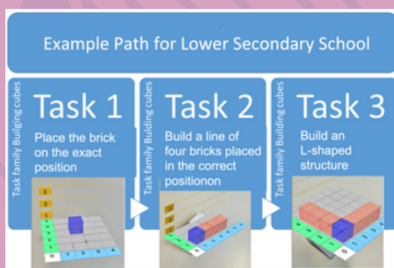 Example Path for Lower Secondary School
Task family Builging cubes
Task 1
Place the brick
on the exact
position
Task family Building cubes
Task 2
Build a line of
four bricks placed
in the correct
positionon
Task family Building cubes
Task 3
Build an
L-shaped
structure